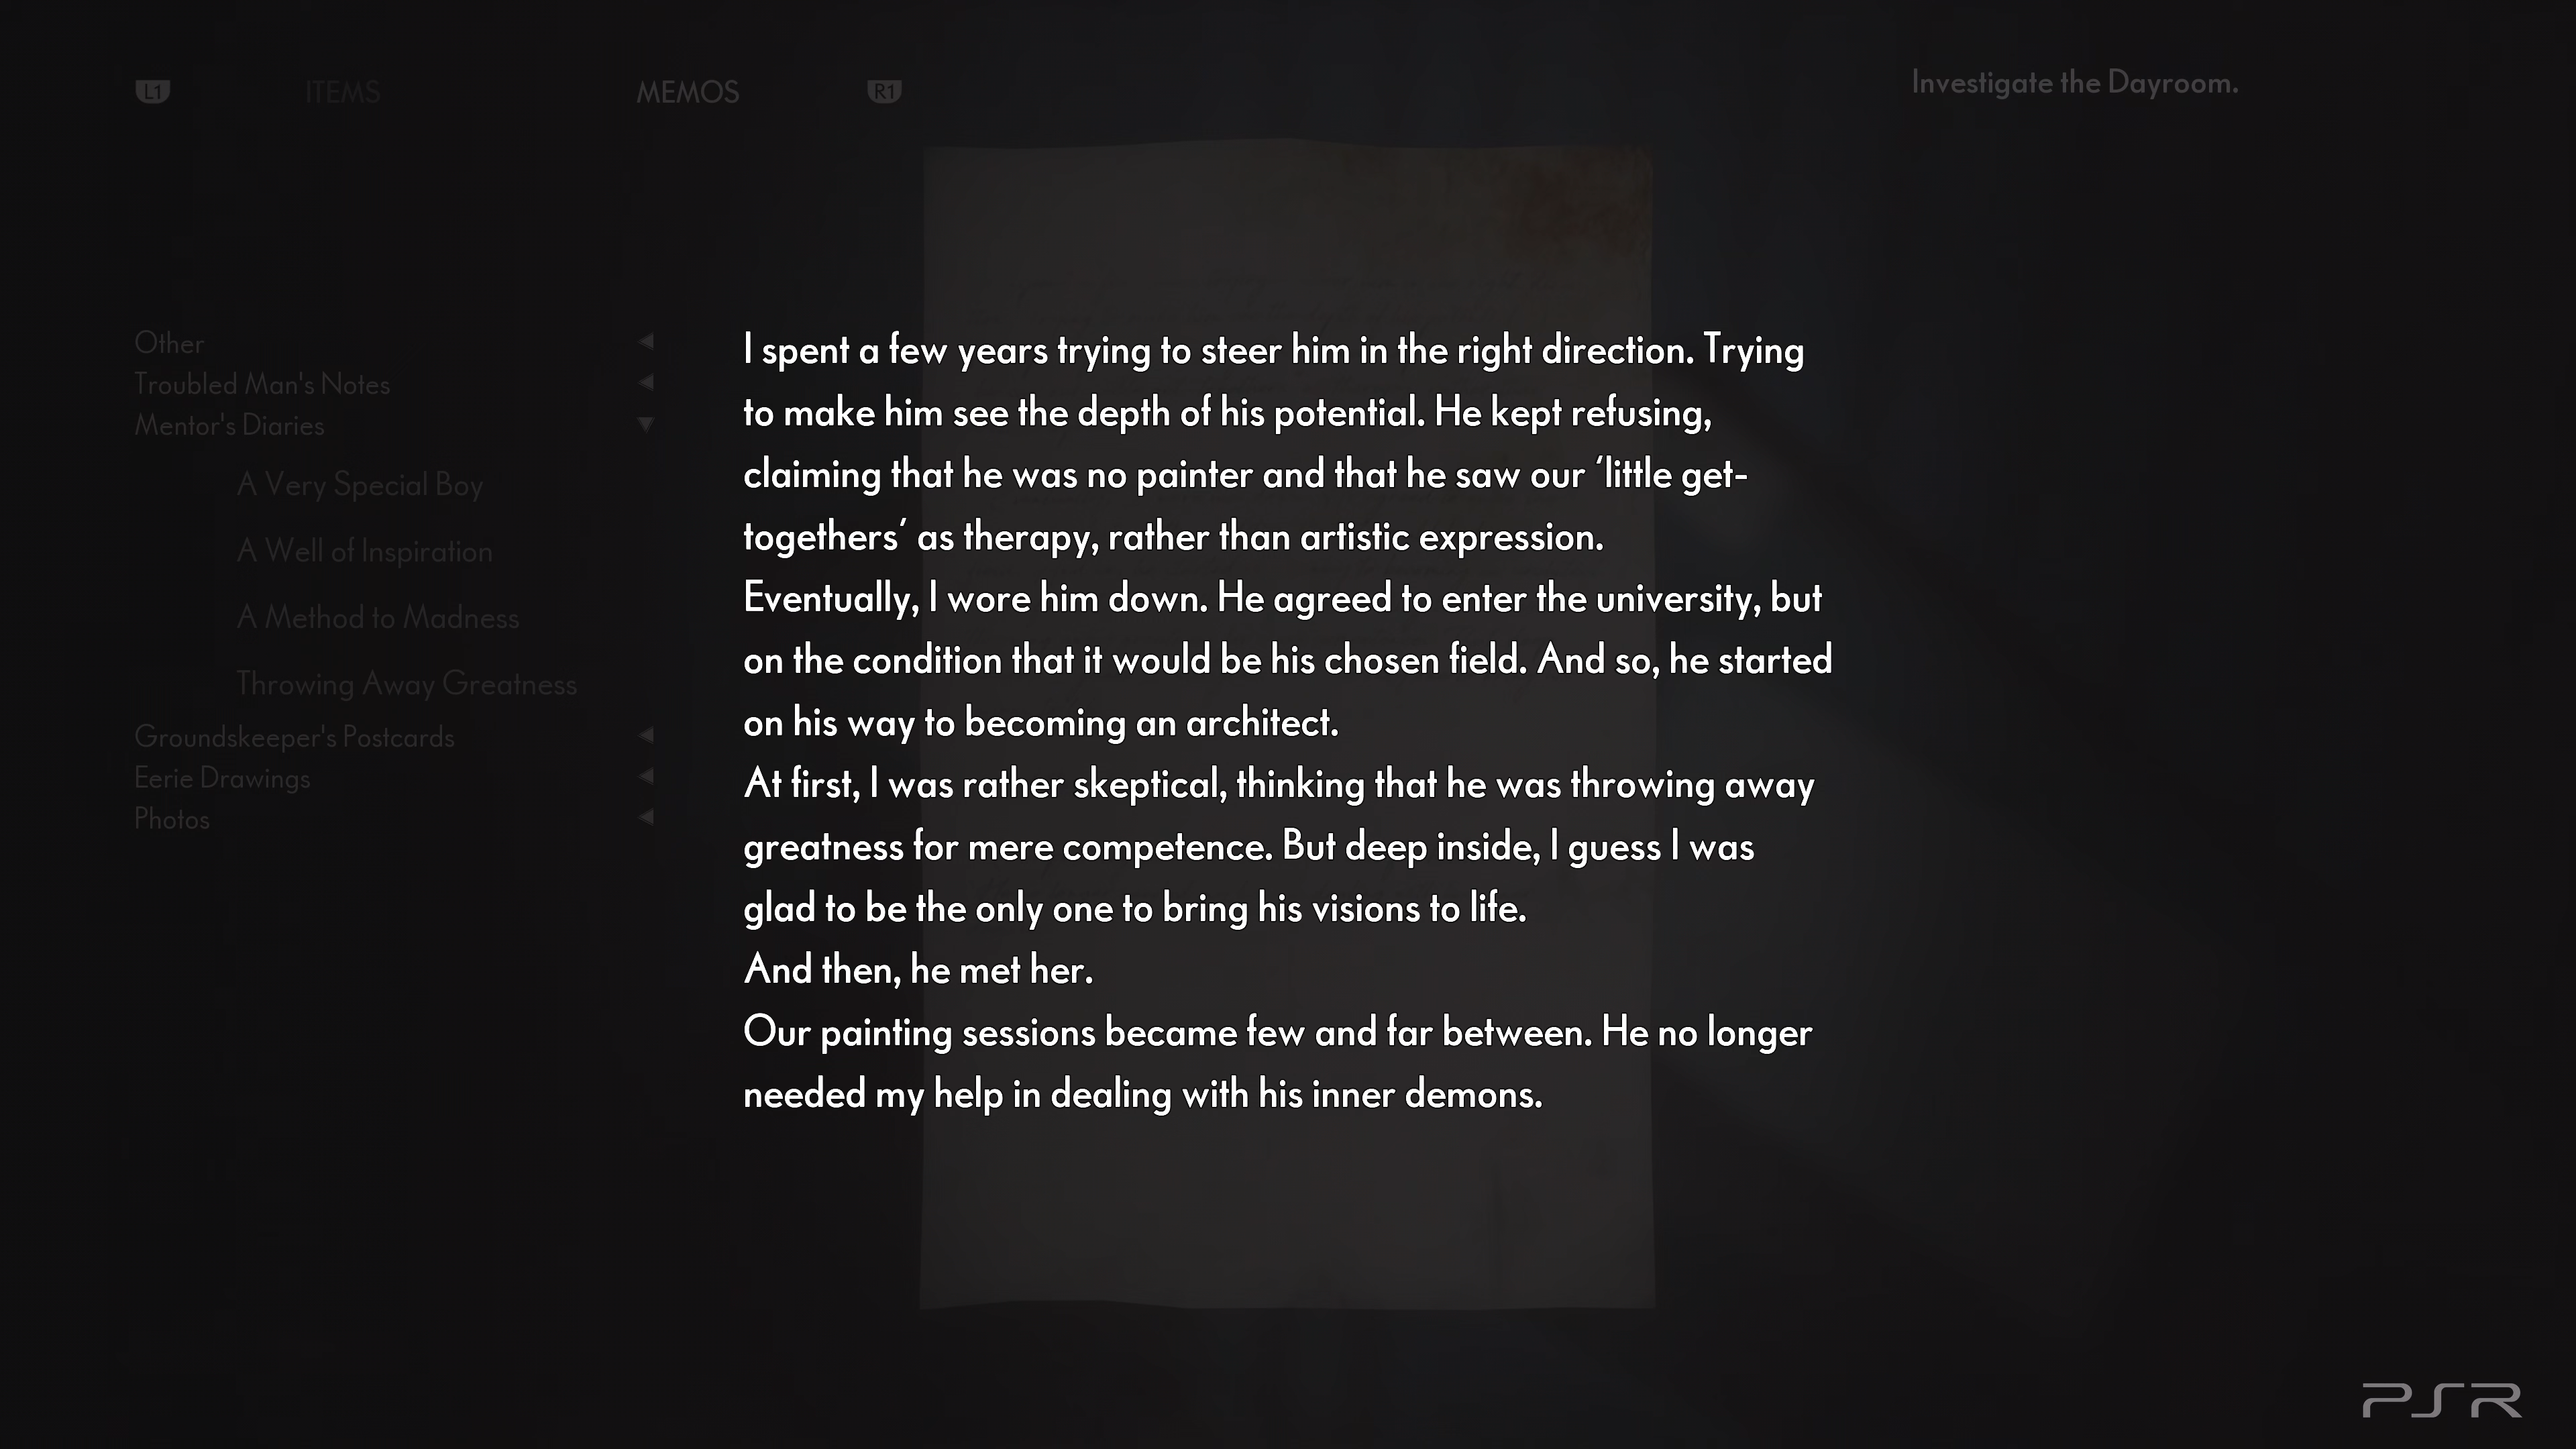 L1 ITEMS MEMOS R1
Investigate the Dayroom.
Other
Troubled Man's Notes
Mentor's Diaries
A Very Special Boy
A Well of Inspiration
A Method to Madness
Throwing Away Greatness
Groundskeeper's Postcards
Eerie Drawings
Photos
I spent a few years trying to steer him in the right direction. Trying
to make him see the depth of his potential. He kept refusing,
claiming that he was no painter and that he saw our ‘little get-
togethers’ as therapy, rather than artistic expression.
Eventually, I wore him down. He agreed to enter the university, but
on the condition that it would be his chosen field. And so, he started
on his way to becoming an architect.
At first, I was rather skeptical, thinking that he was throwing away
greatness for mere competence. But deep inside, I guess I was
glad to be the only one to bring his visions to life.
And then, he met her.
Our painting sessions became few and far between. He no longer
needed my help in dealing with his inner demons.
PSR